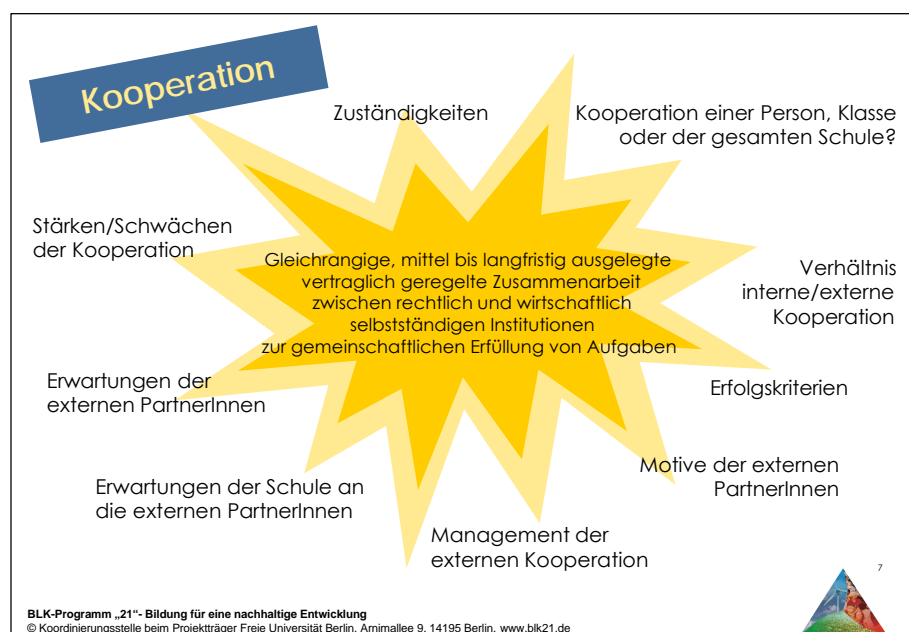 Kooperation
Zuständigkeiten
Kooperation einer Person, Klasse
oder der gesamten Schule?
Stärken/Schwächen
der Kooperation
Gleichrangige, mittel bis langfristig ausgelegte
vertraglich geregelte Zusammenarbeit
zwischen rechtlich und wirtschaftlich
selbstständigen Institutionen
zur gemeinschaftlichen Erfüllung von Aufgaben
Verhältnis
interne/externe
Kooperation
Erwartungen der
externen PartnerInnen
Erfolgskriterien
Motive der externen
PartnerInnen
Erwartungen der Schule an
die externen PartnerInnen
Management der
externen Kooperation
7
BLK-Programm „21“- Bildung für eine nachhaltige Entwicklung
© Koordinierungsstelle beim Projektträger Freie Universität Berlin, Arnimallee 9, 14195 Berlin, www.blk21.de